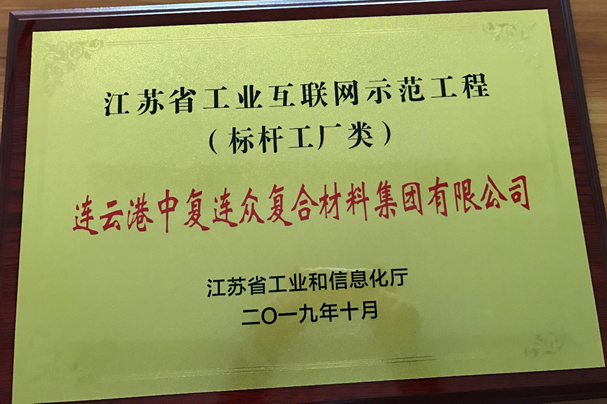 江苏省工业互联网示范工程
（标杆工厂类）
连云港中复连众复合材料集团有限公司
江苏省工业和信息化厅
二〇一九年十月